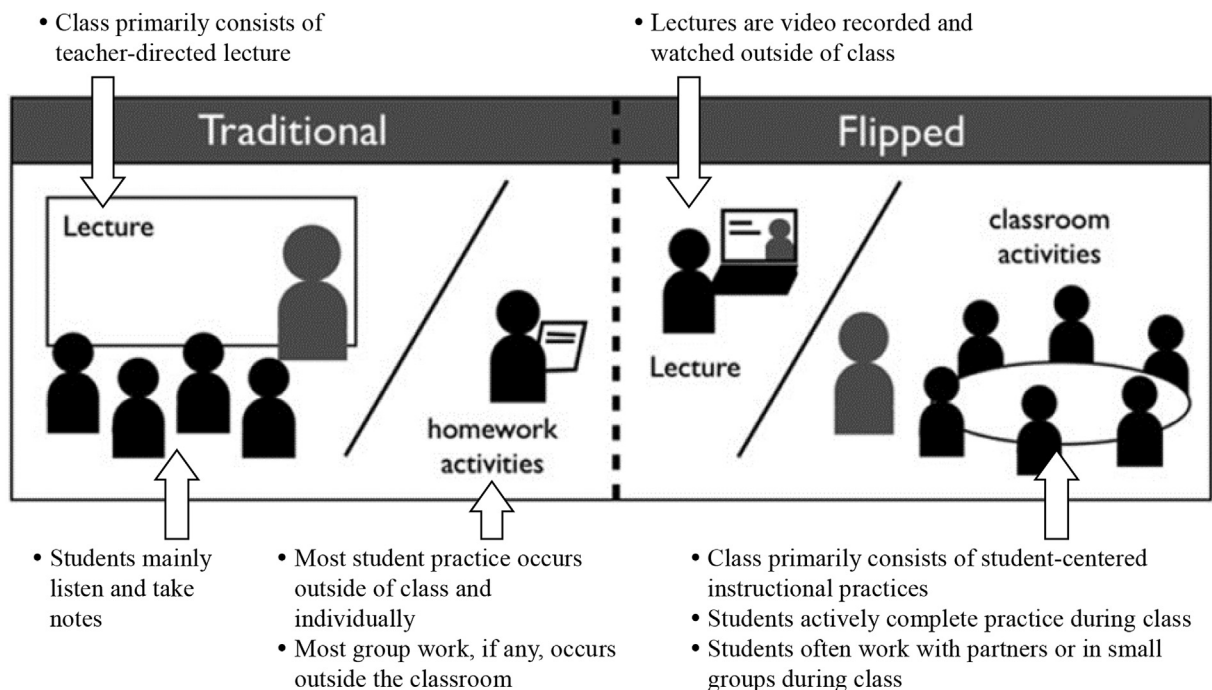 • Class primarily consists of
teacher-directed lecture
• Lectures are video recorded and
watched outside of class
Traditional
Flipped
Lecture
homework
activities
Lecture
classroom
activities
• Students mainly
listen and take
notes
• Most student practice occurs
outside of class and
individually
• Most group work, if any, occurs
outside the classroom
• Class primarily consists of student-centered
instructional practices
• Students actively complete practice during class
• Students often work with partners or in small
groups during class